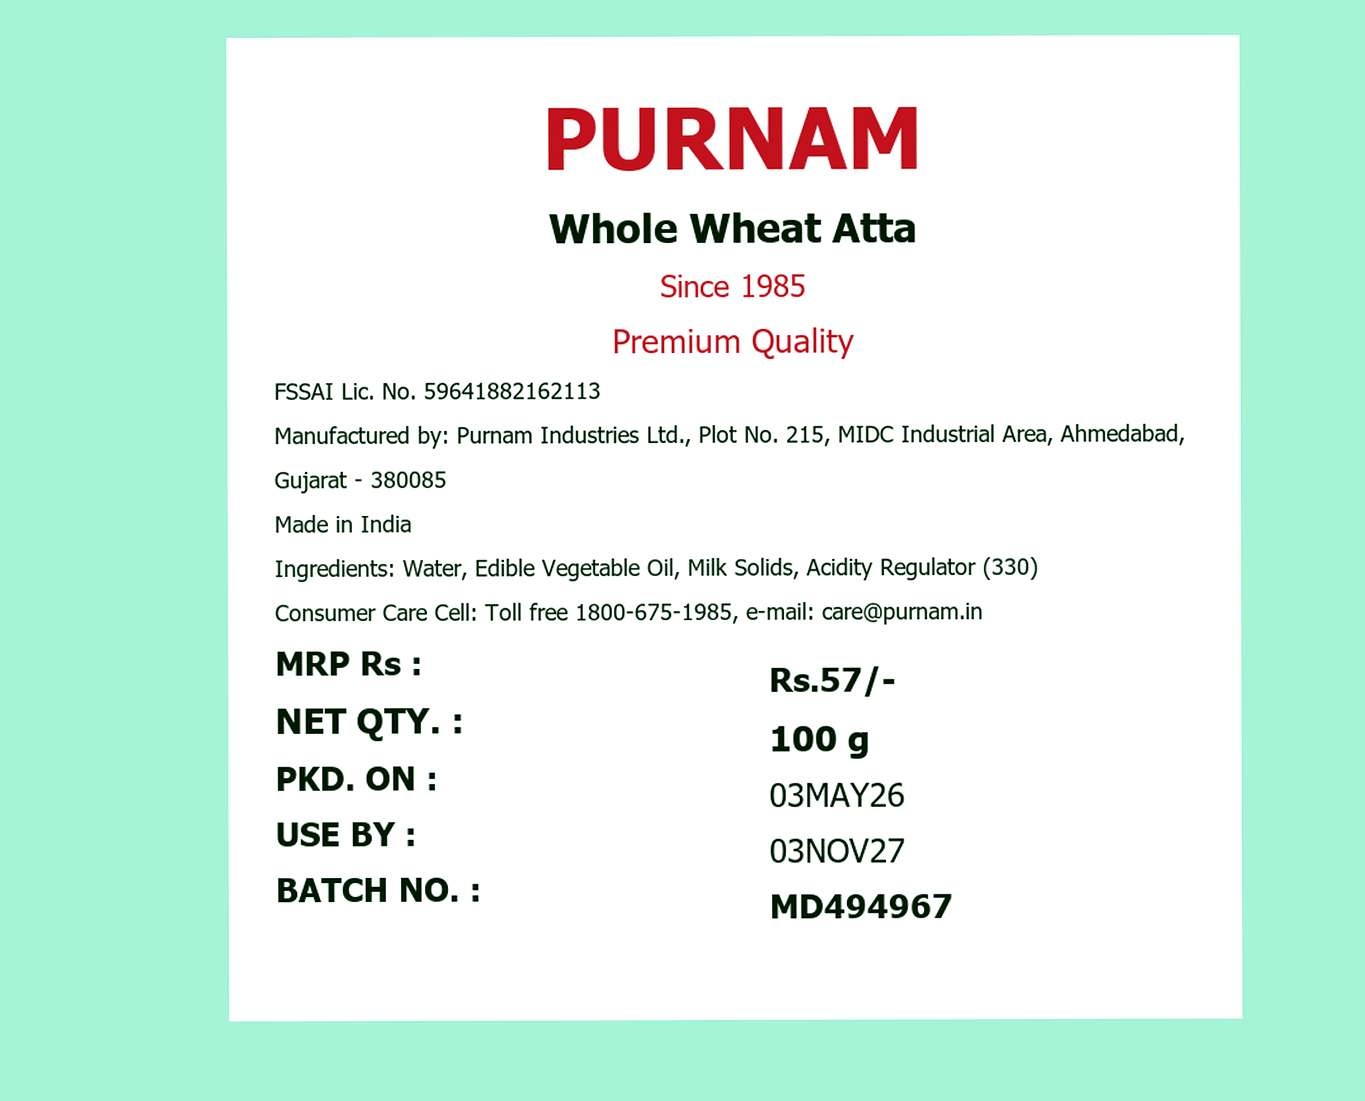 PURNAM
Whole Wheat Atta
Since 1985
Premium Quality
FSSAI Lic. No. 59641882162113
Manufactured by: Purnam Industries Ltd., Plot No. 215, MIDC Industrial Area, Ahmedabad,
Gujarat - 380085
Made in India
Ingredients: Water, Edible Vegetable Oil, Milk Solids, Acidity Regulator (330)
Consumer Care Cell: Toll free 1800-675-1985, e-mail: care@purnam.in
MRP Rs : Rs.57/-
NET QTY. : 100 g
PKD. ON : 03MAY26
USE BY : 03NOV27
BATCH NO. : MD494967